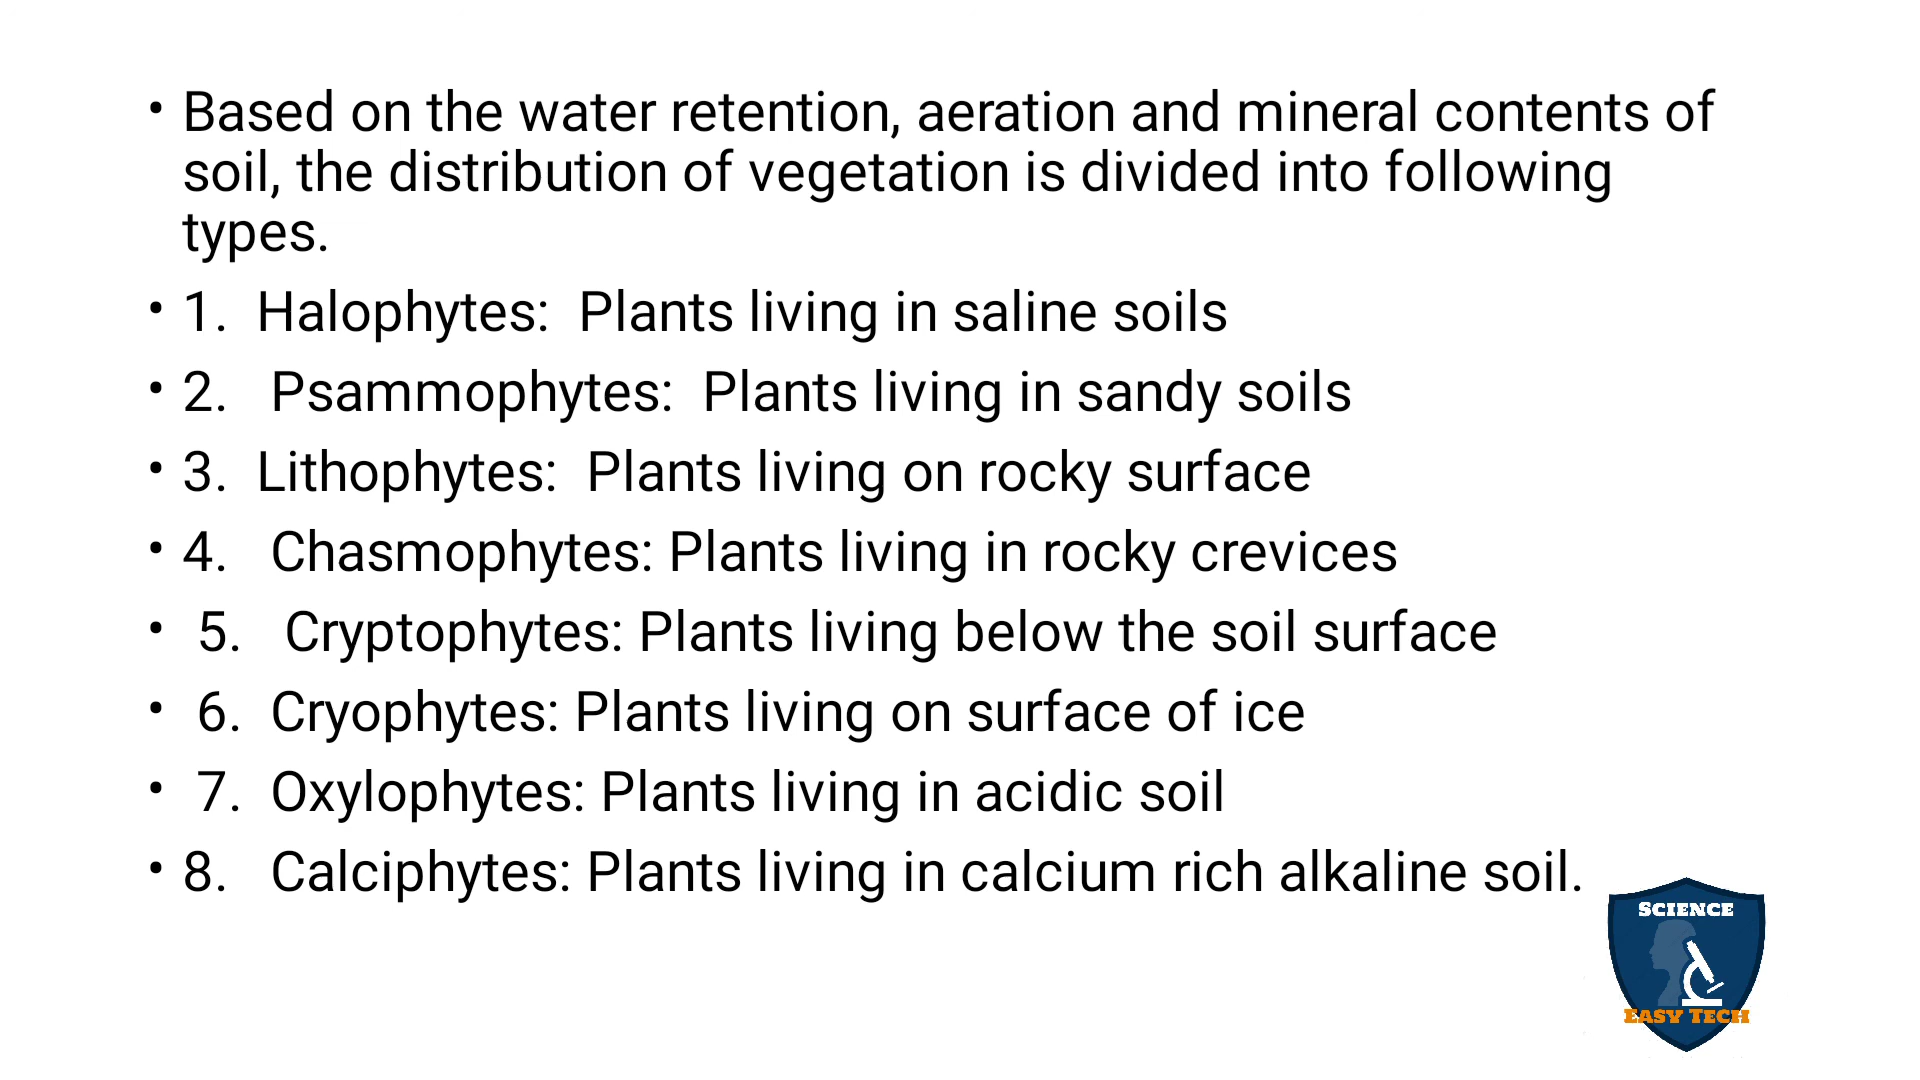 • Based on the water retention, aeration and mineral contents of
soil, the distribution of vegetation is divided into following
types.
• 1.  Halophytes:  Plants living in saline soils
• 2.   Psammophytes:  Plants living in sandy soils
• 3.  Lithophytes:  Plants living on rocky surface
• 4.   Chasmophytes: Plants living in rocky crevices
•  5.   Cryptophytes: Plants living below the soil surface
•  6.  Cryophytes: Plants living on surface of ice
•  7.  Oxylophytes: Plants living in acidic soil
• 8.   Calciphytes: Plants living in calcium rich alkaline soil.
SCIENCE
EASY TECH